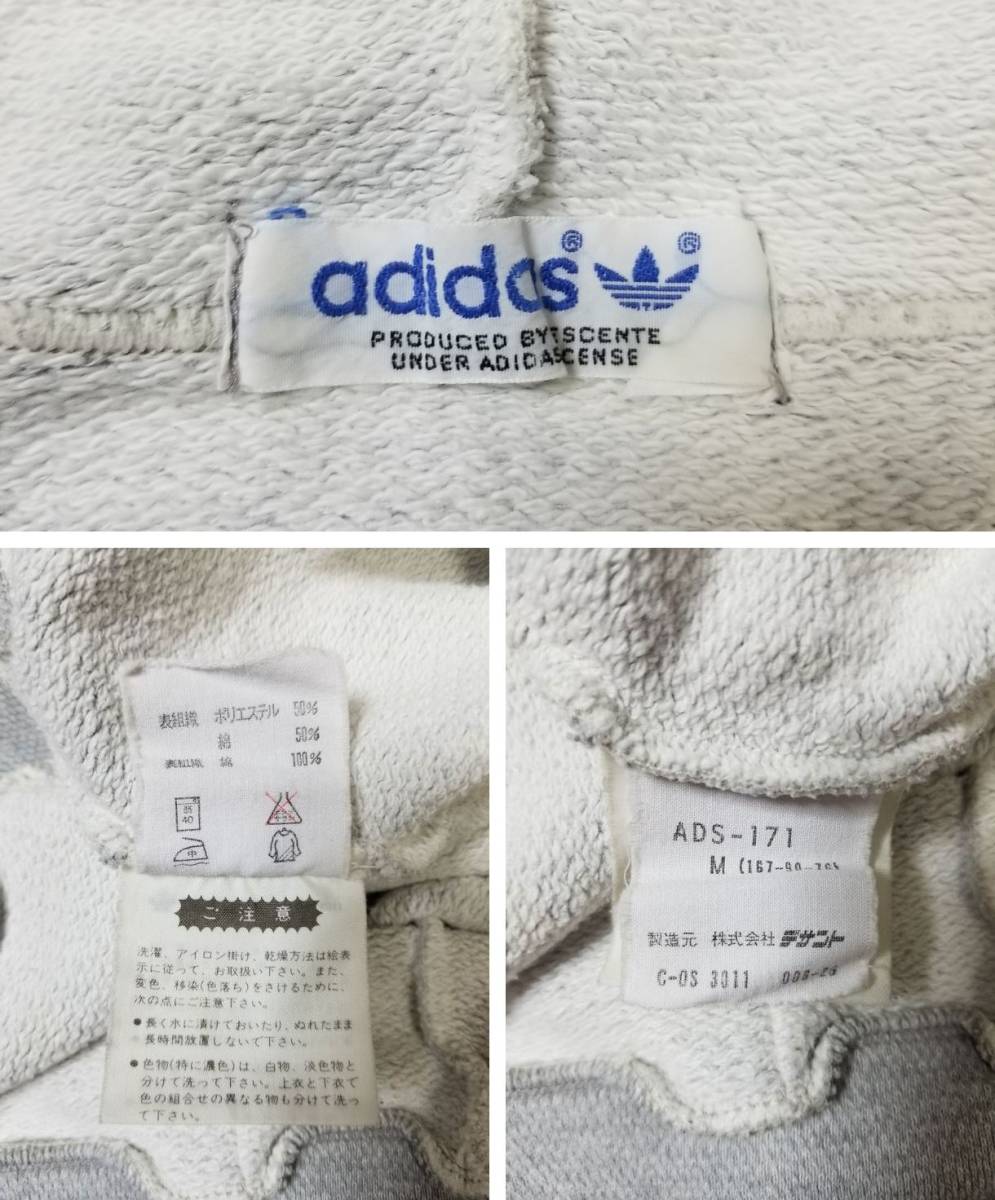 adidas® ®
PRODUCED BY ESCENTE
UNDER ADIDASCENSE
表組織 ポリエステル 50%
綿 50%
綿 100%
40
中
ご注意
洗濯、アイロン掛け、乾燥方法は絵表
示に従って、お取扱い下さい。また、
変色、移染(色落ち)をさけるために、
次の点にご注意下さい。
●長く水に漬けておいたり、ぬれたまま
長時間放置しないで下さい。
●色物(特に濃色)は、白物、淡色物と
分けて洗って下さい。上衣と下衣で
色の組合せの異なる物も分けて洗っ
て下さい。
ADS-171
M (167-90-76)
製造元 株式会社 デサント
C-OS 3011